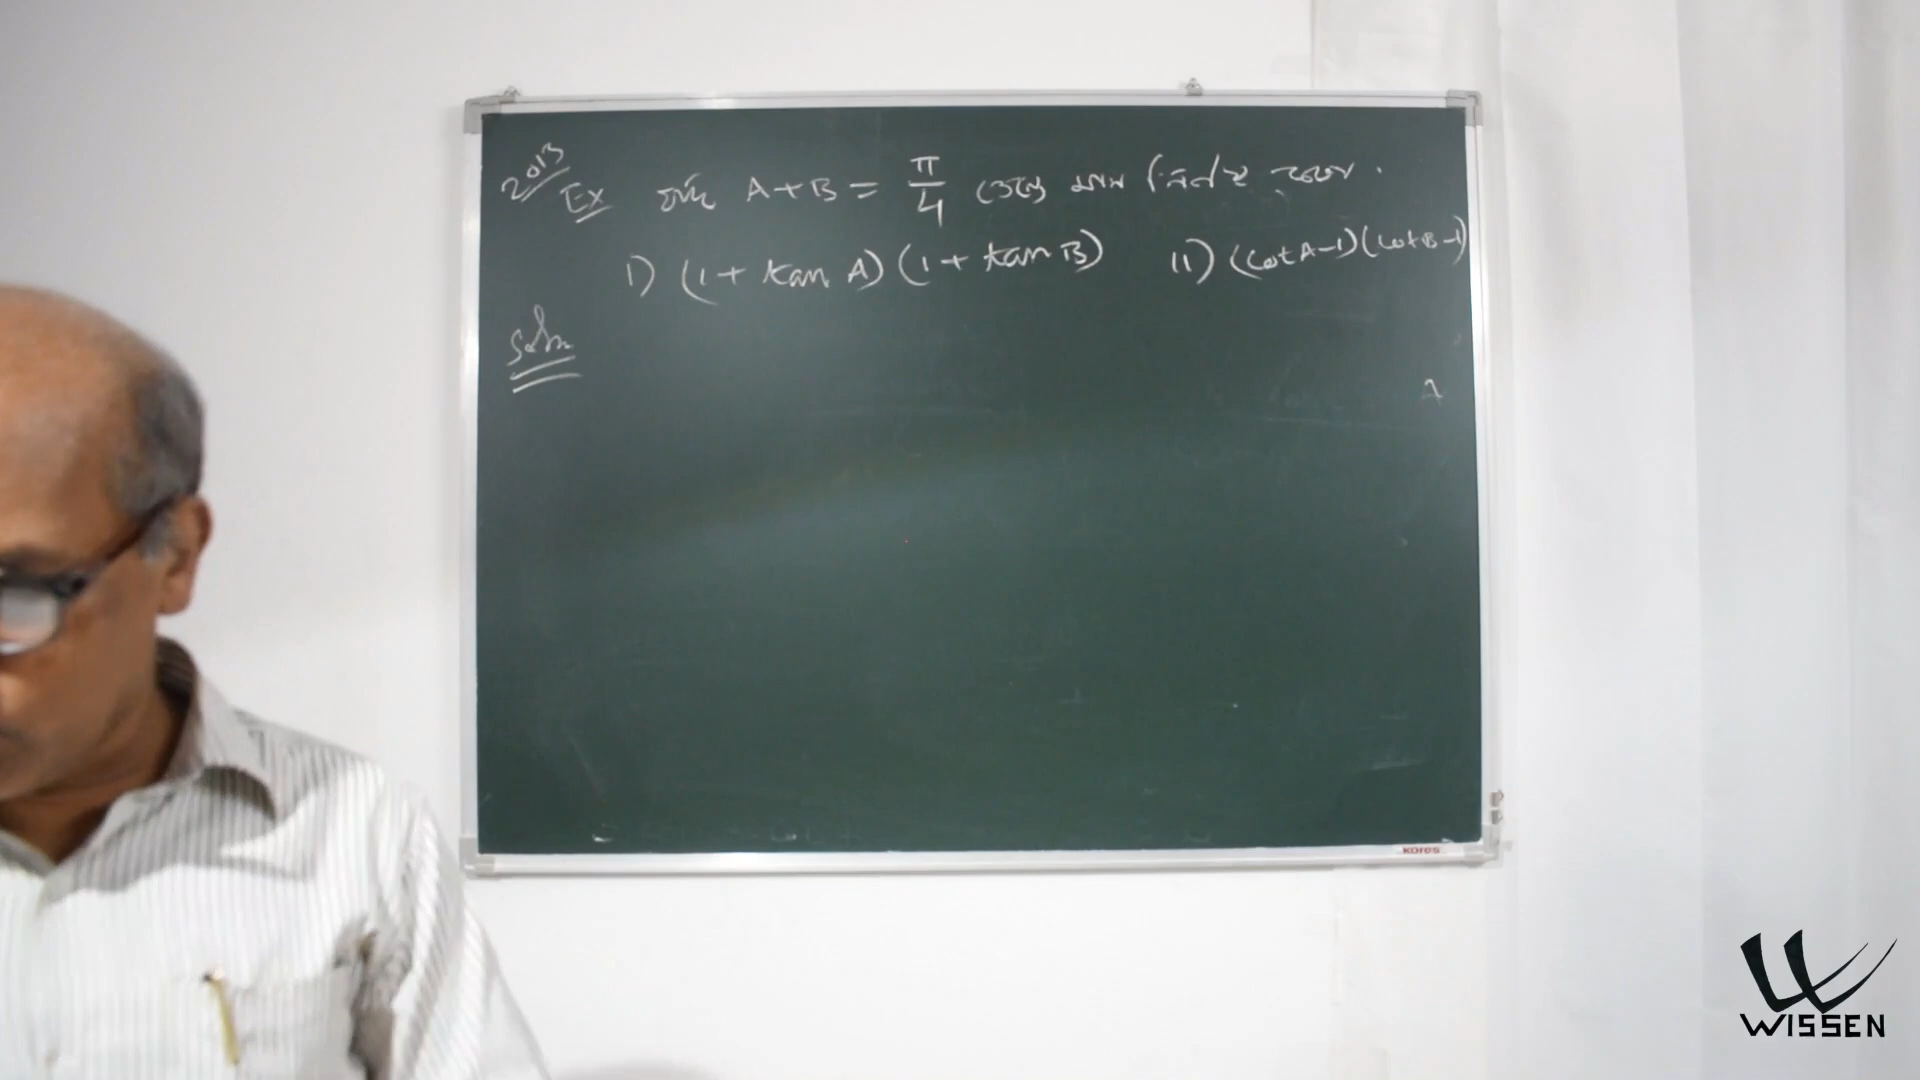 2013
Ex যদি A+B = π/4 তবে মান নির্ণয় করো.
I) (1 + tan A) (1 + tan B) II) (cot A-1)(cot B-1)
Soln
kores
WISSEN